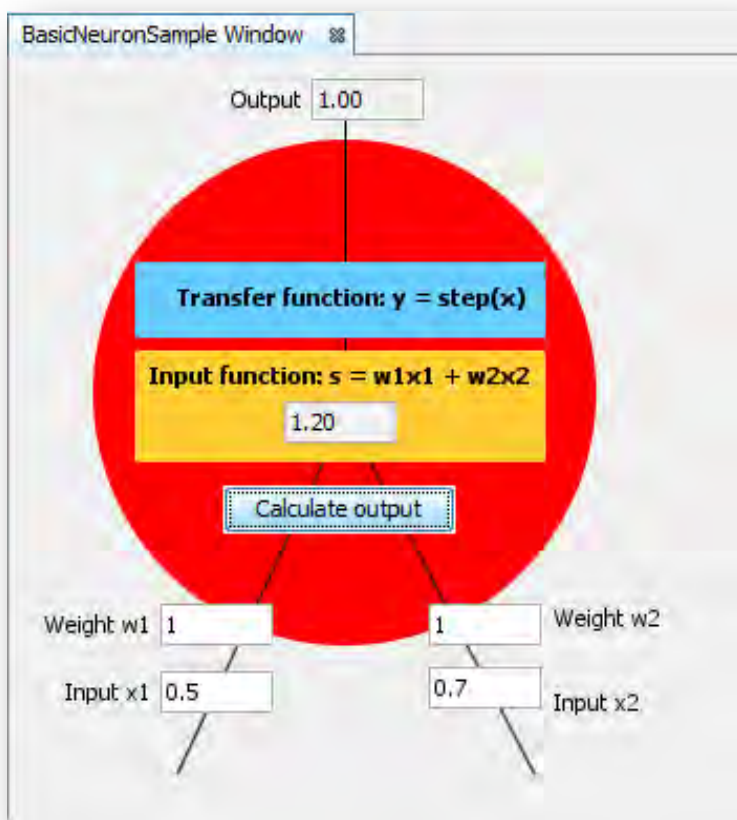 BasicNeuronSample Window
Output 1.00
Transfer function: y = step(x)
Input function: s = w1x1 + w2x2
1.20
Calculate output
Weight w1 1 1 Weight w2
Input x1 0.5 0.7 Input x2